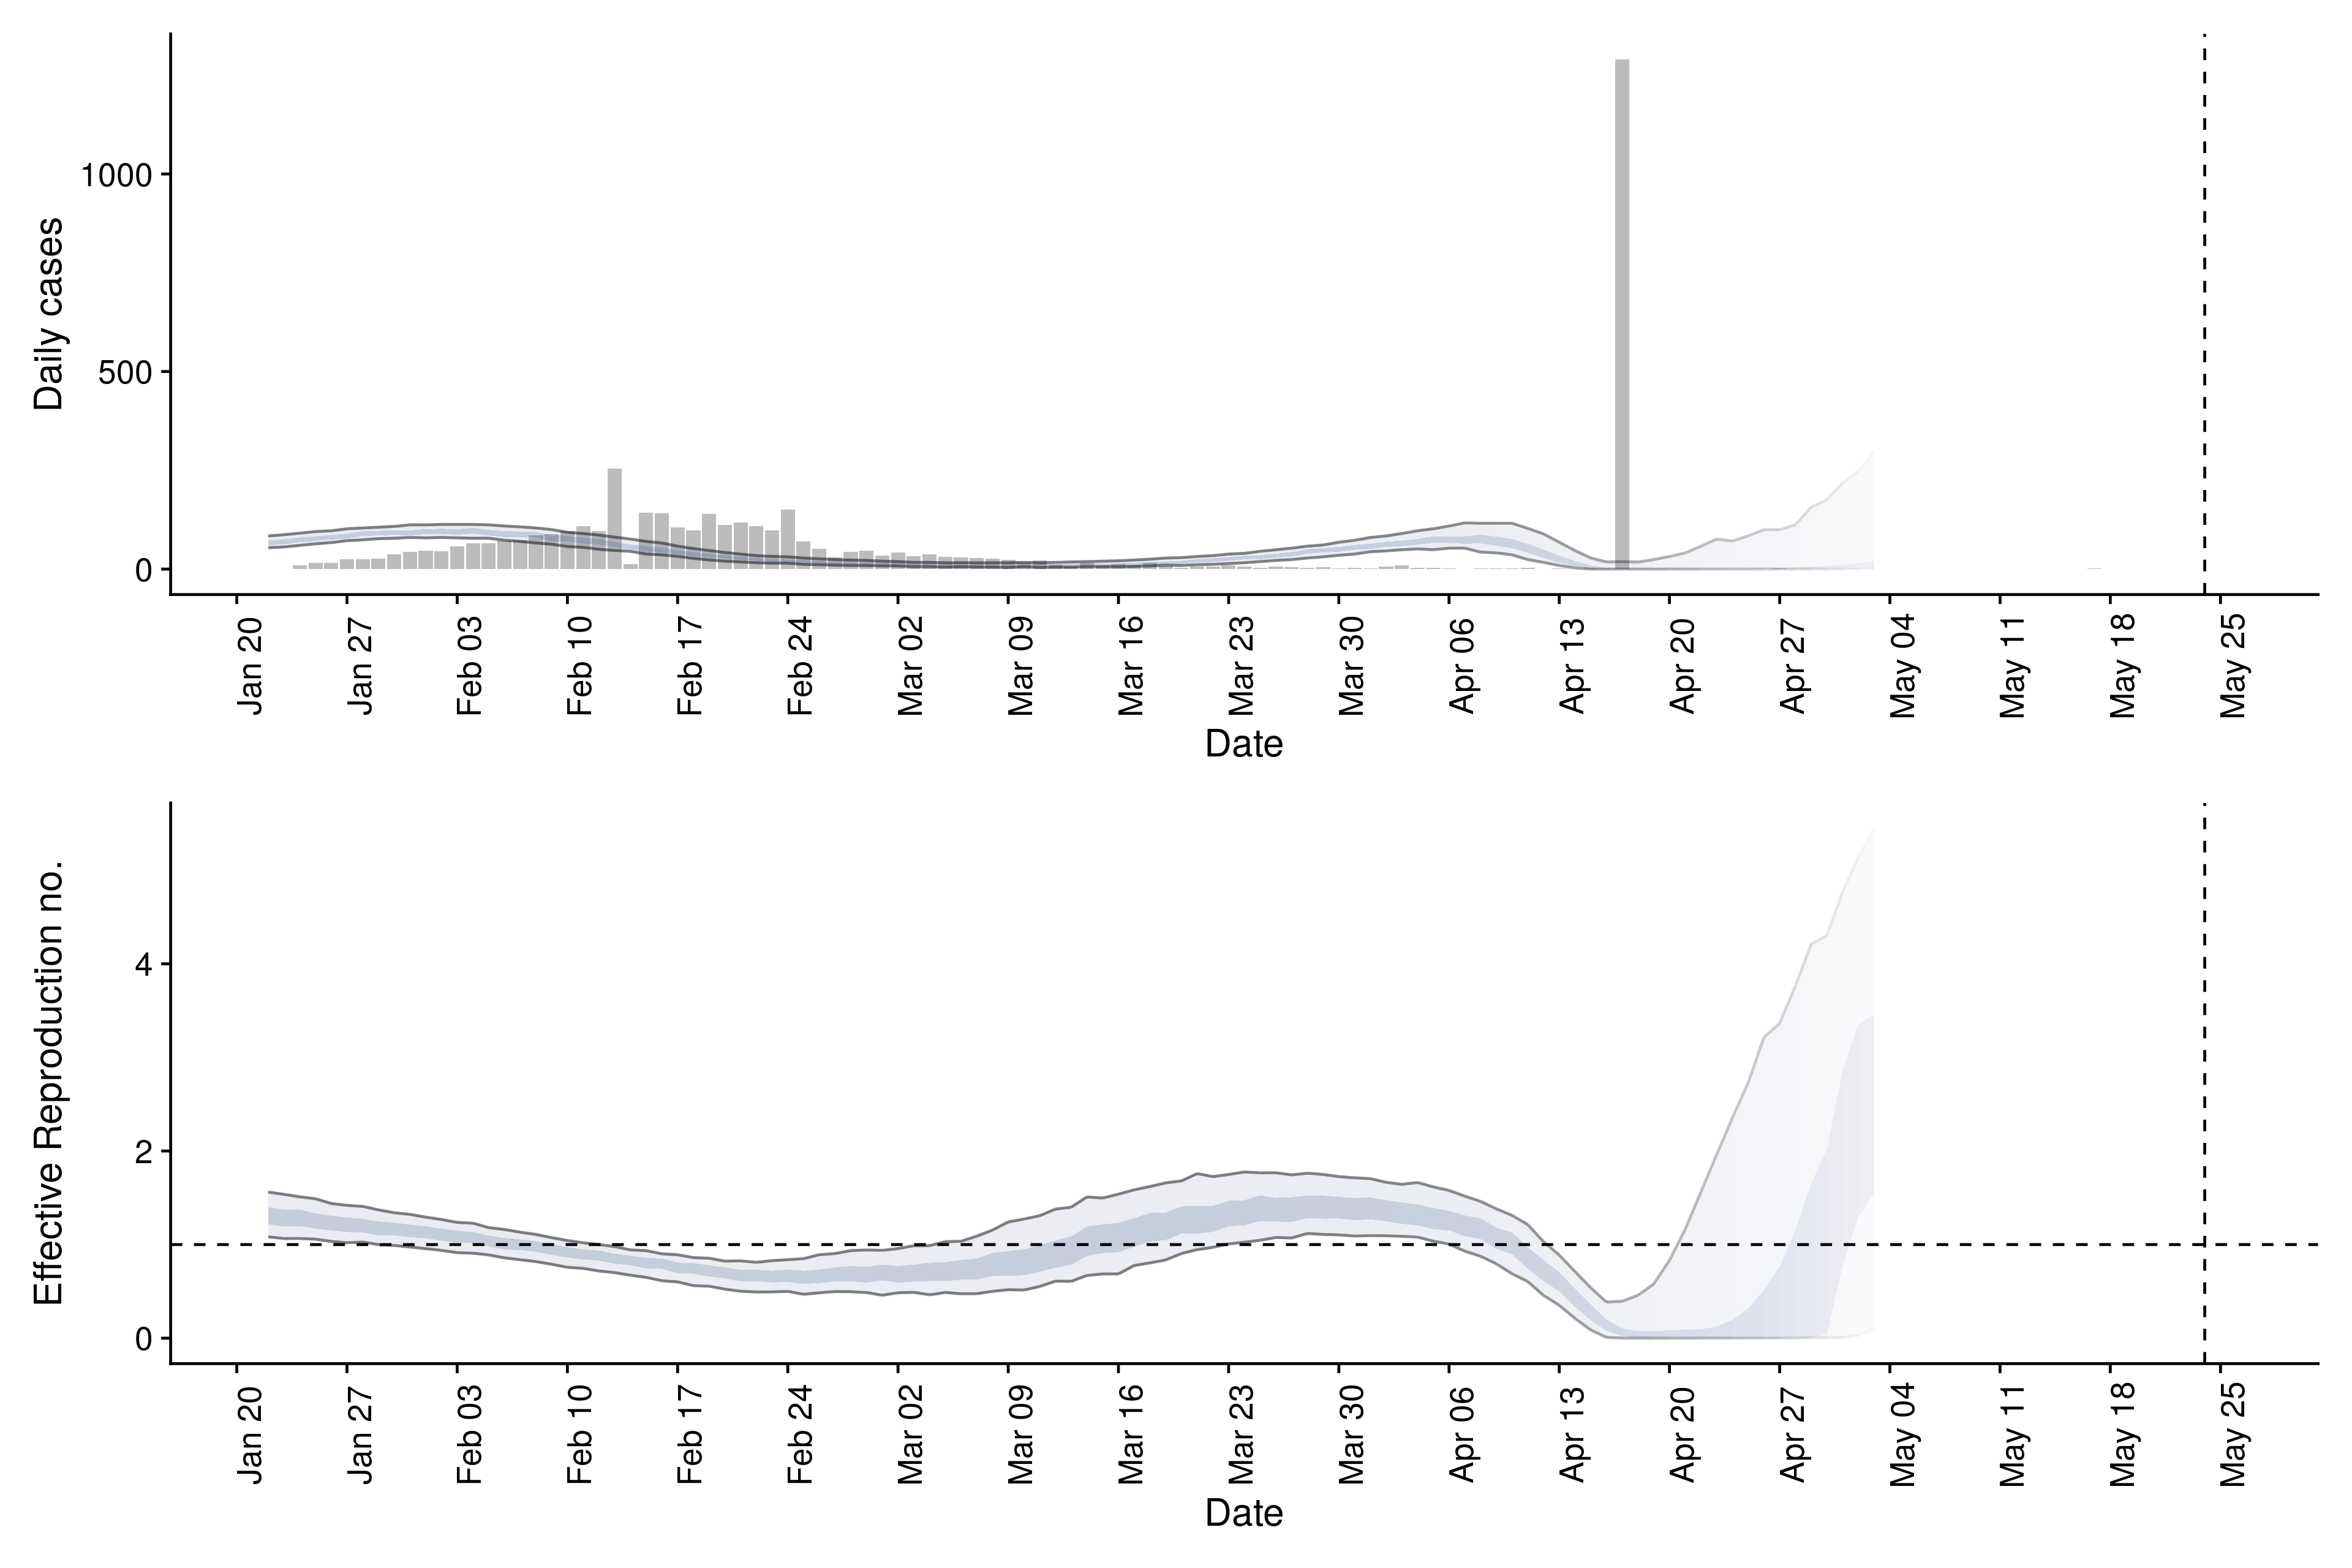 Daily cases
1000
500
0
Jan 20
Jan 27
Feb 03
Feb 10
Feb 17
Feb 24
Mar 02
Mar 09
Mar 16
Mar 23
Mar 30
Apr 06
Apr 13
Apr 20
Apr 27
May 04
May 11
May 18
May 25
Date
Effective Reproduction no.
4
2
0
Jan 20
Jan 27
Feb 03
Feb 10
Feb 17
Feb 24
Mar 02
Mar 09
Mar 16
Mar 23
Mar 30
Apr 06
Apr 13
Apr 20
Apr 27
May 04
May 11
May 18
May 25
Date